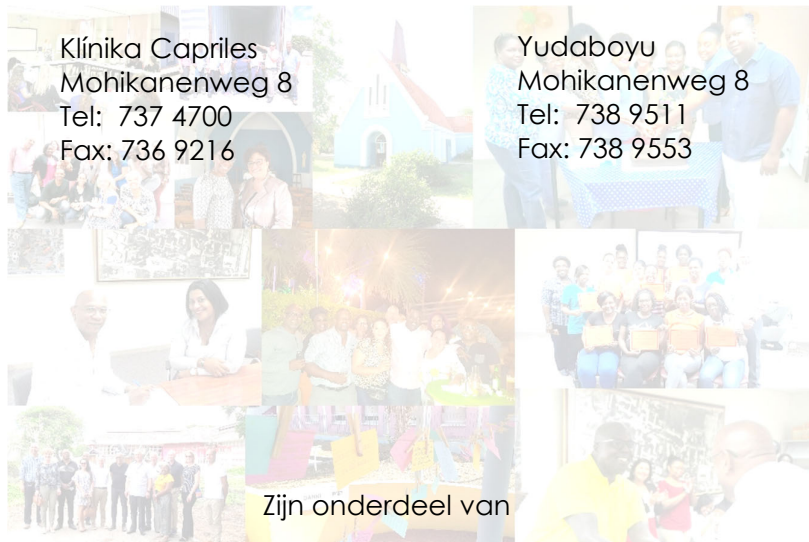 Klínika Capriles
Mohikanenweg 8
Tel: 737 4700
Fax: 736 9216
Yudaboyu
Mohikanenweg 8
Tel: 738 9511
Fax: 738 9553
Zijn onderdeel van